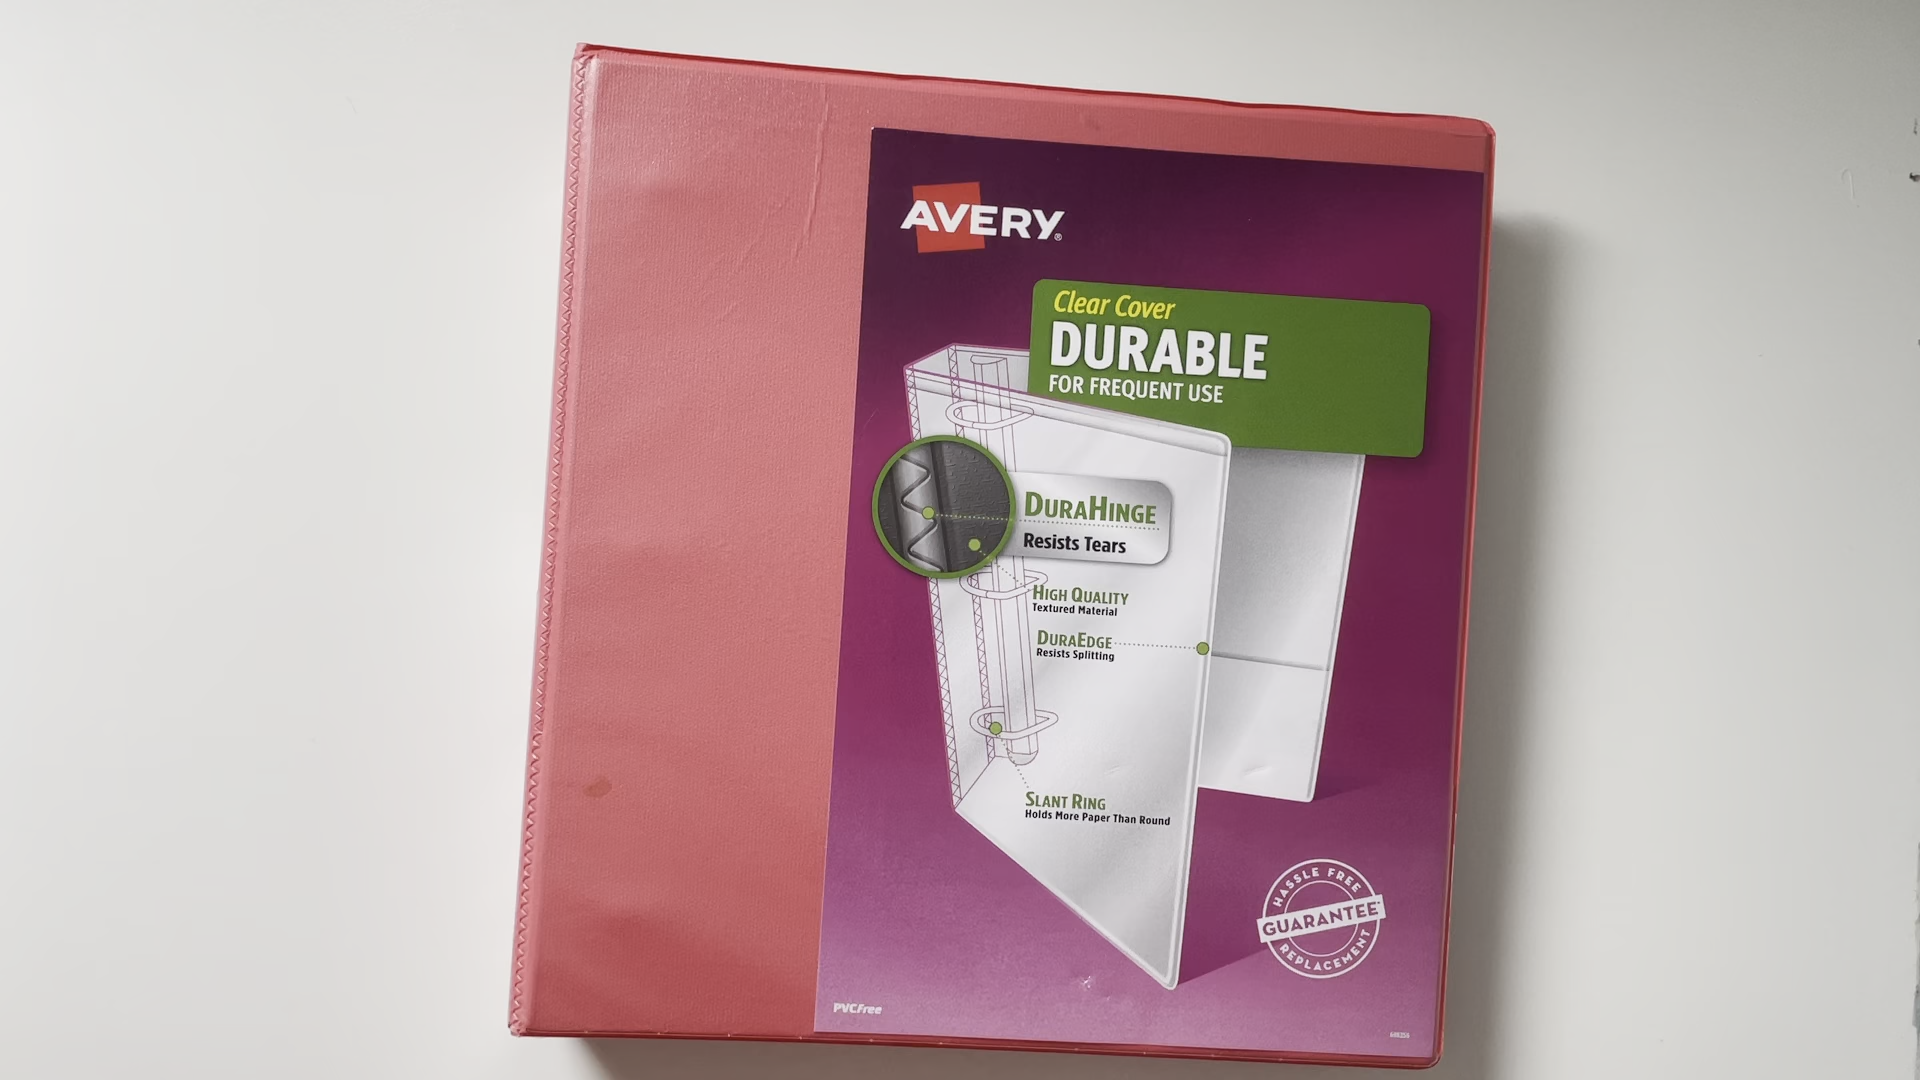 AVERY®
Clear Cover
DURABLE
FOR FREQUENT USE
DURAHINGE
Resists Tears
HIGH QUALITY
Textured Material
DURAEDGE
Resists Splitting
SLANT RING
Holds More Paper Than Round
HASSLE FREE
GUARANTEE
REPLACEMENT
PVCFree